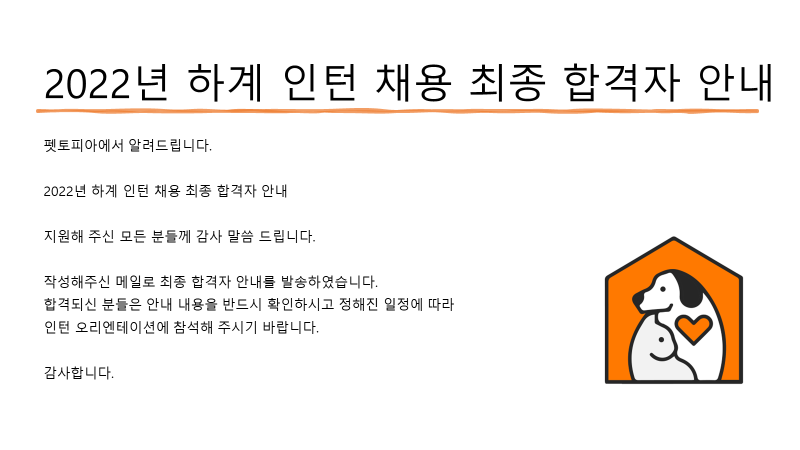 2022년 하계 인턴 채용 최종 합격자 안내
펫토피아에서 알려드립니다.
2022년 하계 인턴 채용 최종 합격자 안내
지원해 주신 모든 분들께 감사 말씀 드립니다.
작성해주신 메일로 최종 합격자 안내를 발송하였습니다.
합격되신 분들은 안내 내용을 반드시 확인하시고 정해진 일정에 따라
인턴 오리엔테이션에 참석해 주시기 바랍니다.
감사합니다.